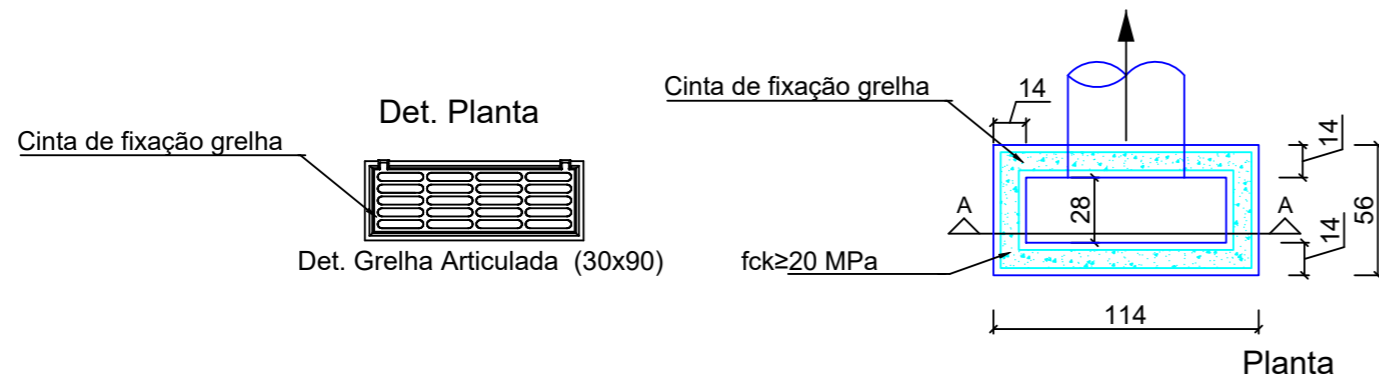 Det. Planta
Cinta de fixação grelha
Det. Grelha Articulada (30x90)
Cinta de fixação grelha
14
14
56
A
28
A
14
fck≥20 MPa
114
Planta